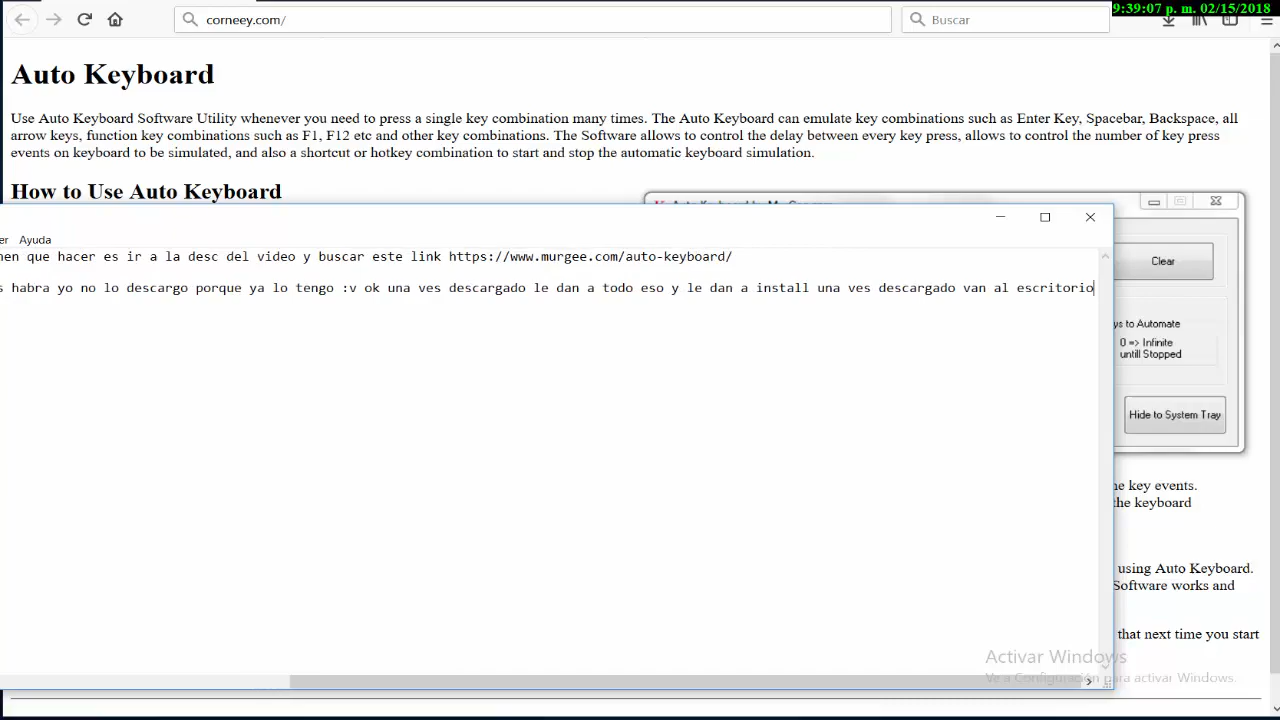 corneey.com/
Buscar
9:39:07 p. m. 02/15/2018
Auto Keyboard
Use Auto Keyboard Software Utility whenever you need to press a single key combination many times. The Auto Keyboard can emulate key combinations such as Enter Key, Spacebar, Backspace, all
arrow keys, function key combinations such as F1, F12 etc and other key combinations. The Software allows to control the delay between every key press, allows to control the number of key press
events on keyboard to be simulated, and also a shortcut or hotkey combination to start and stop the automatic keyboard simulation.
How to Use Auto Keyboard
Ayuda
que hacer es ir a la desc del video y buscar este link https://www.murgee.com/auto-keyboard/
habra yo no lo descargo porque ya lo tengo :v ok una ves descargado le dan a todo eso y le dan a install una ves descargado van al escritorio
Clear
to Automate
0 => Infinite
untill Stopped
Hide to System Tray
key events.
the keyboard
using Auto Keyboard.
Software works and
that next time you start
Activar Windows
Ve a Configuración para activar Windows.